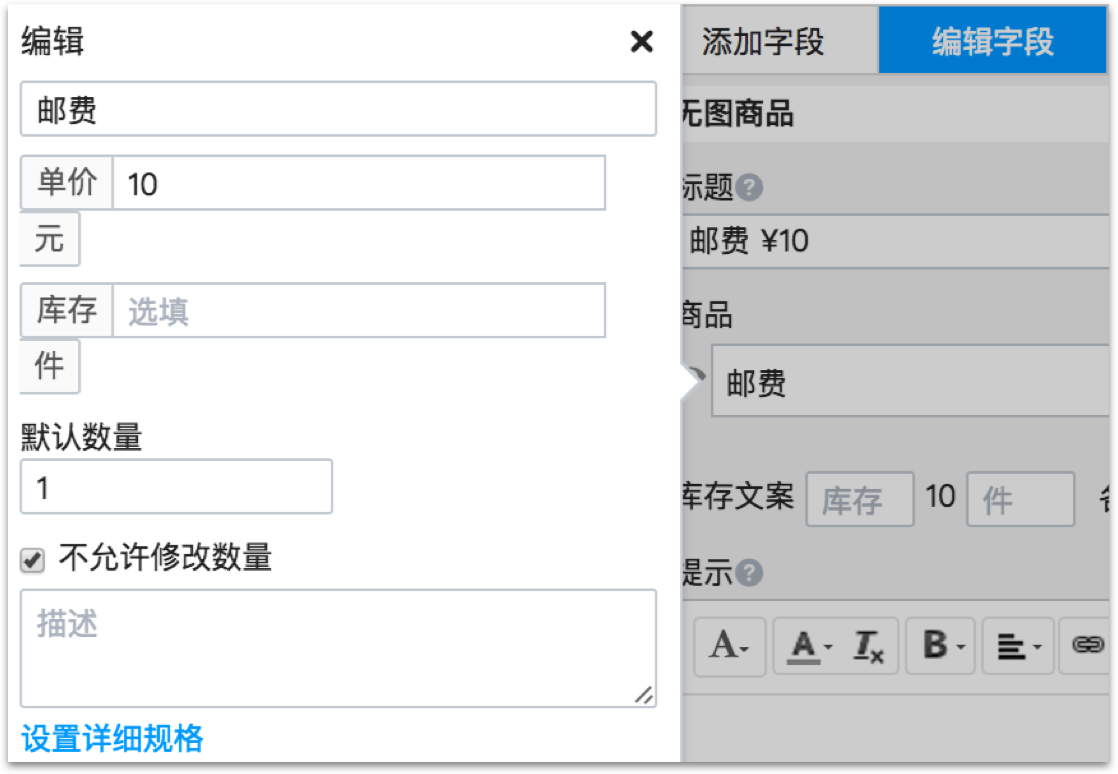 编辑
邮费
单价 10
元
库存 选填
件
默认数量
1
不允许修改数量
描述
设置详细规格
添加字段 编辑字段
无图商品
标题
邮费 ¥10
商品
邮费
库存文案 库存 10 件
提示
A A Tx B